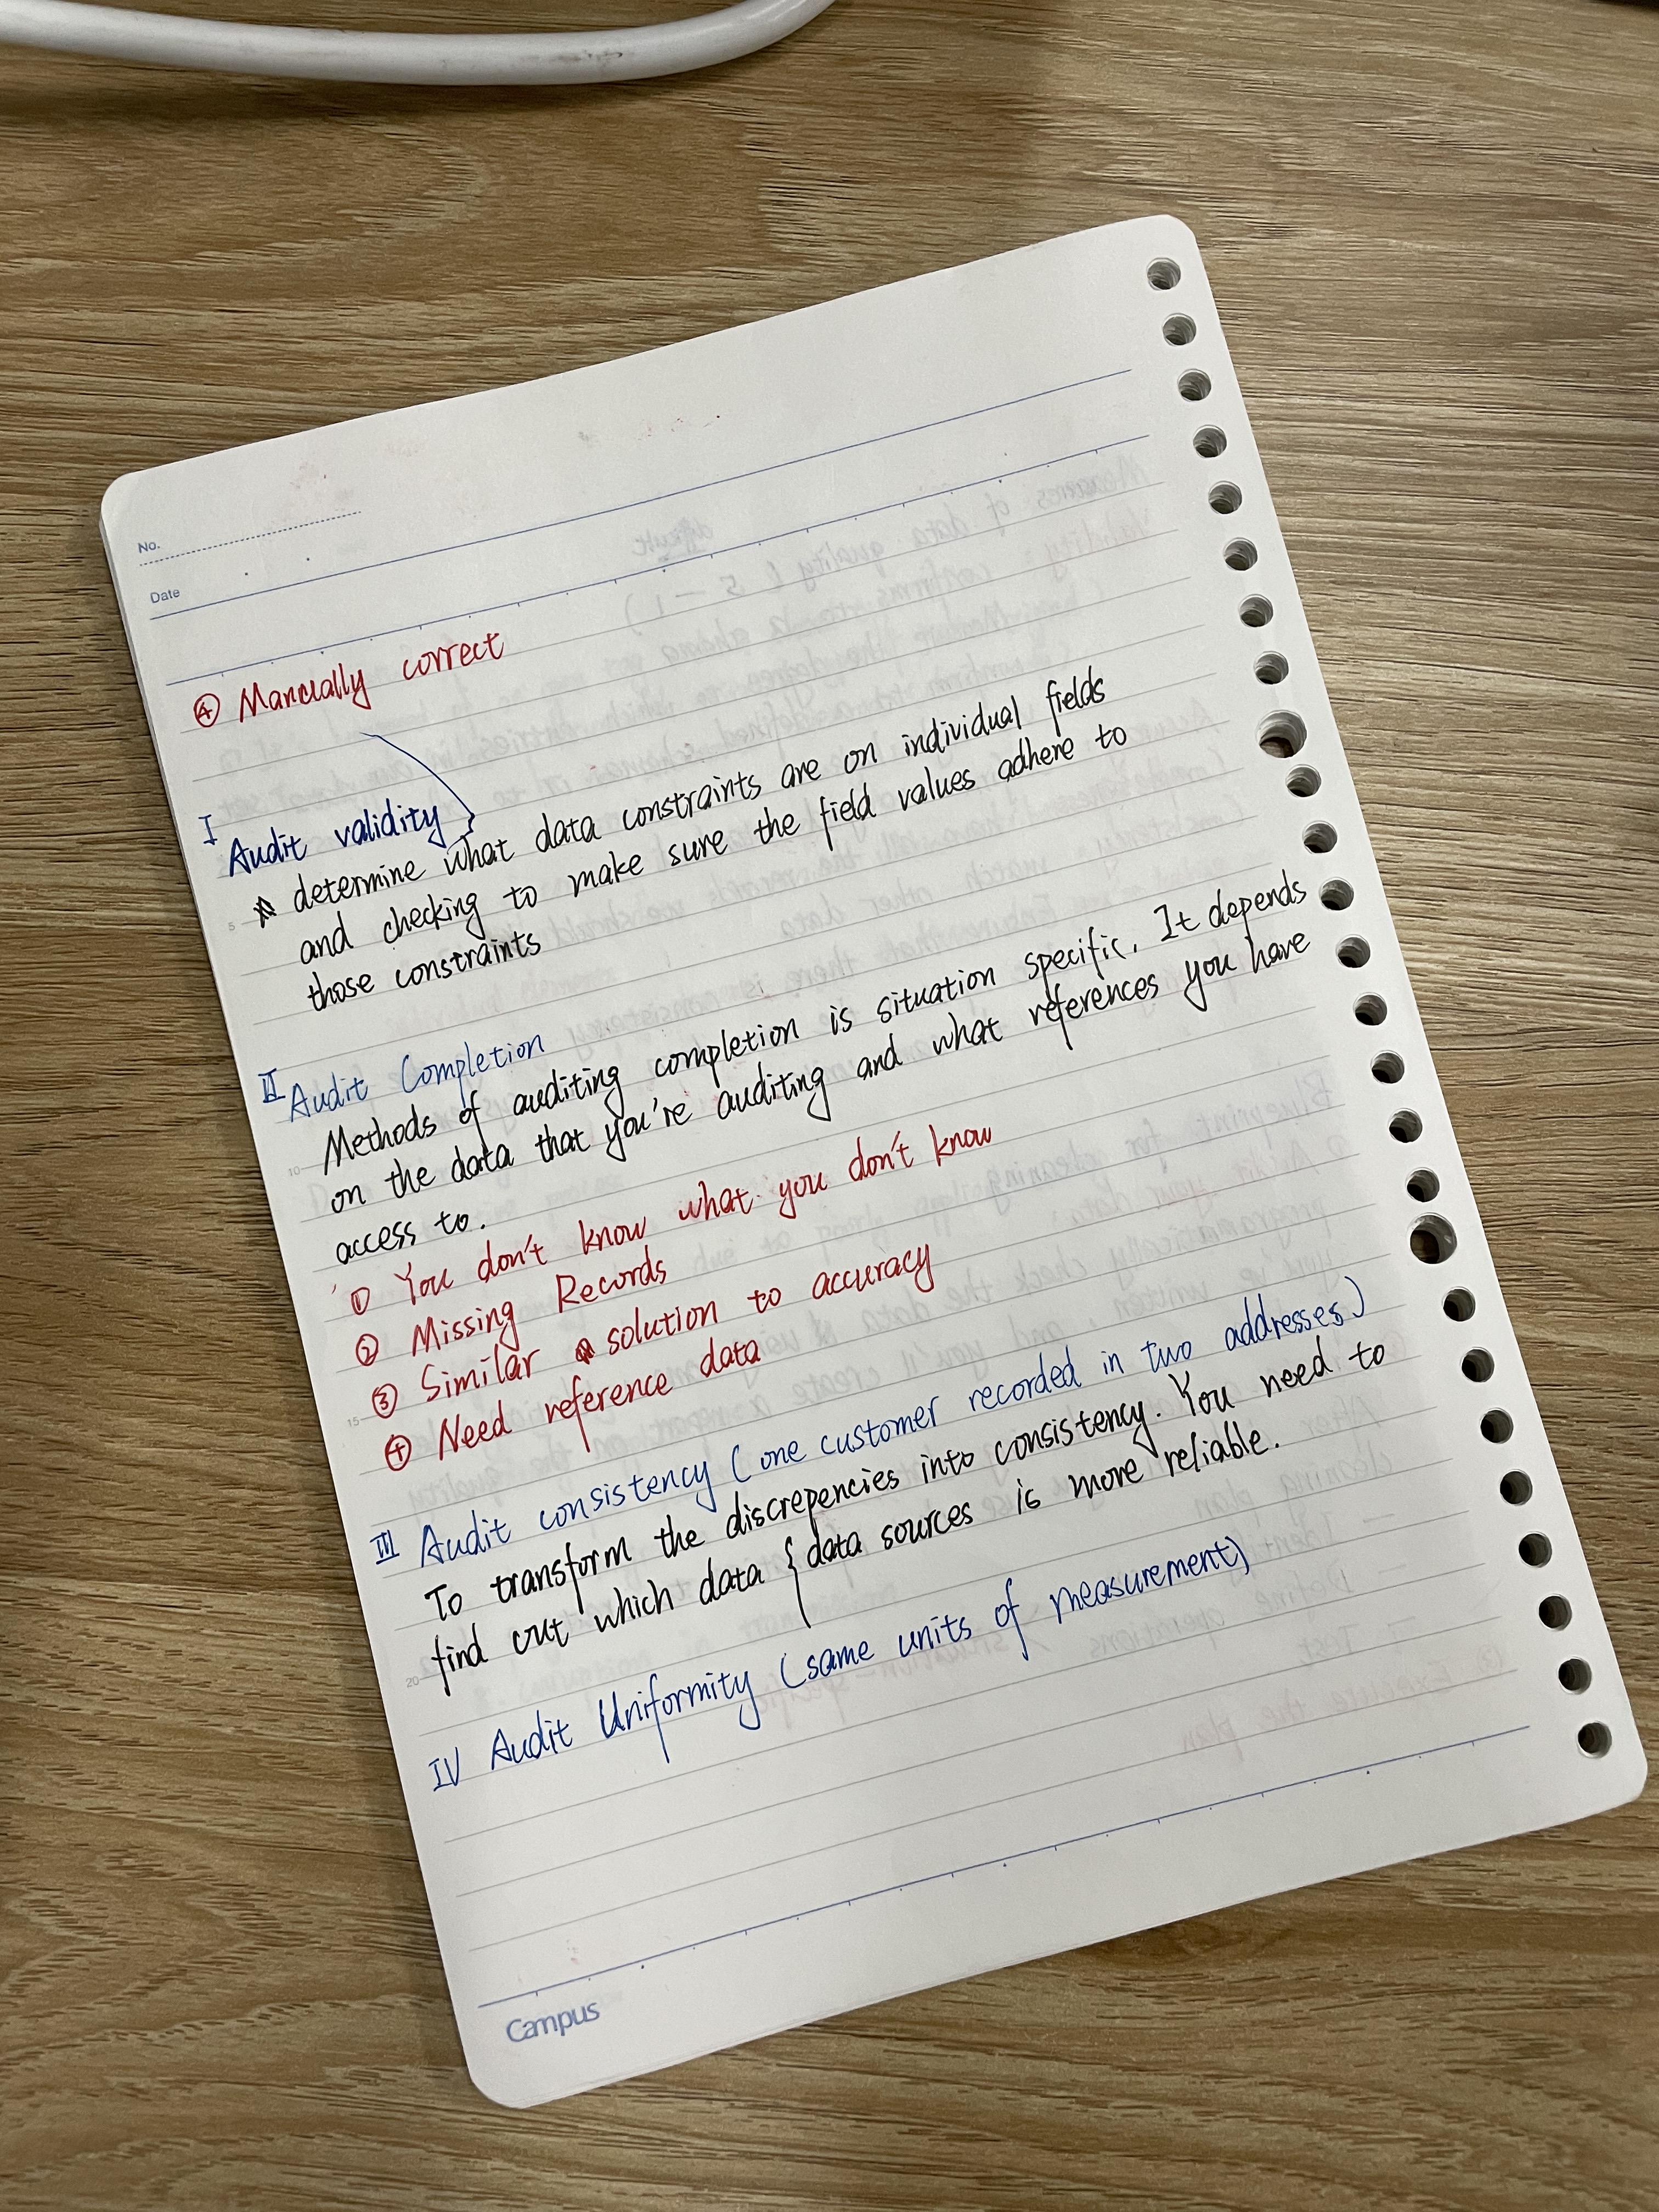 No.
Date
④ Manually correct
I Audit validity
determine what data constraints are on individual fields
and checking to make sure the field values adhere to
those constraints
II Audit Completion
Methods of auditing completion is situation specific. It depends
on the data that you're auditing and what references you have
access to.
① You don't know what you don't know
② Missing Records
③ Similar solution to accuracy
④ Need reference data
III Audit consistency (one customer recorded in two addresses)
To transform the discrepencies into consistency. You need to
find out which data { data sources is more reliable.
IV Audit Uniformity (same units of measurement)
5
10
15
20
Campus